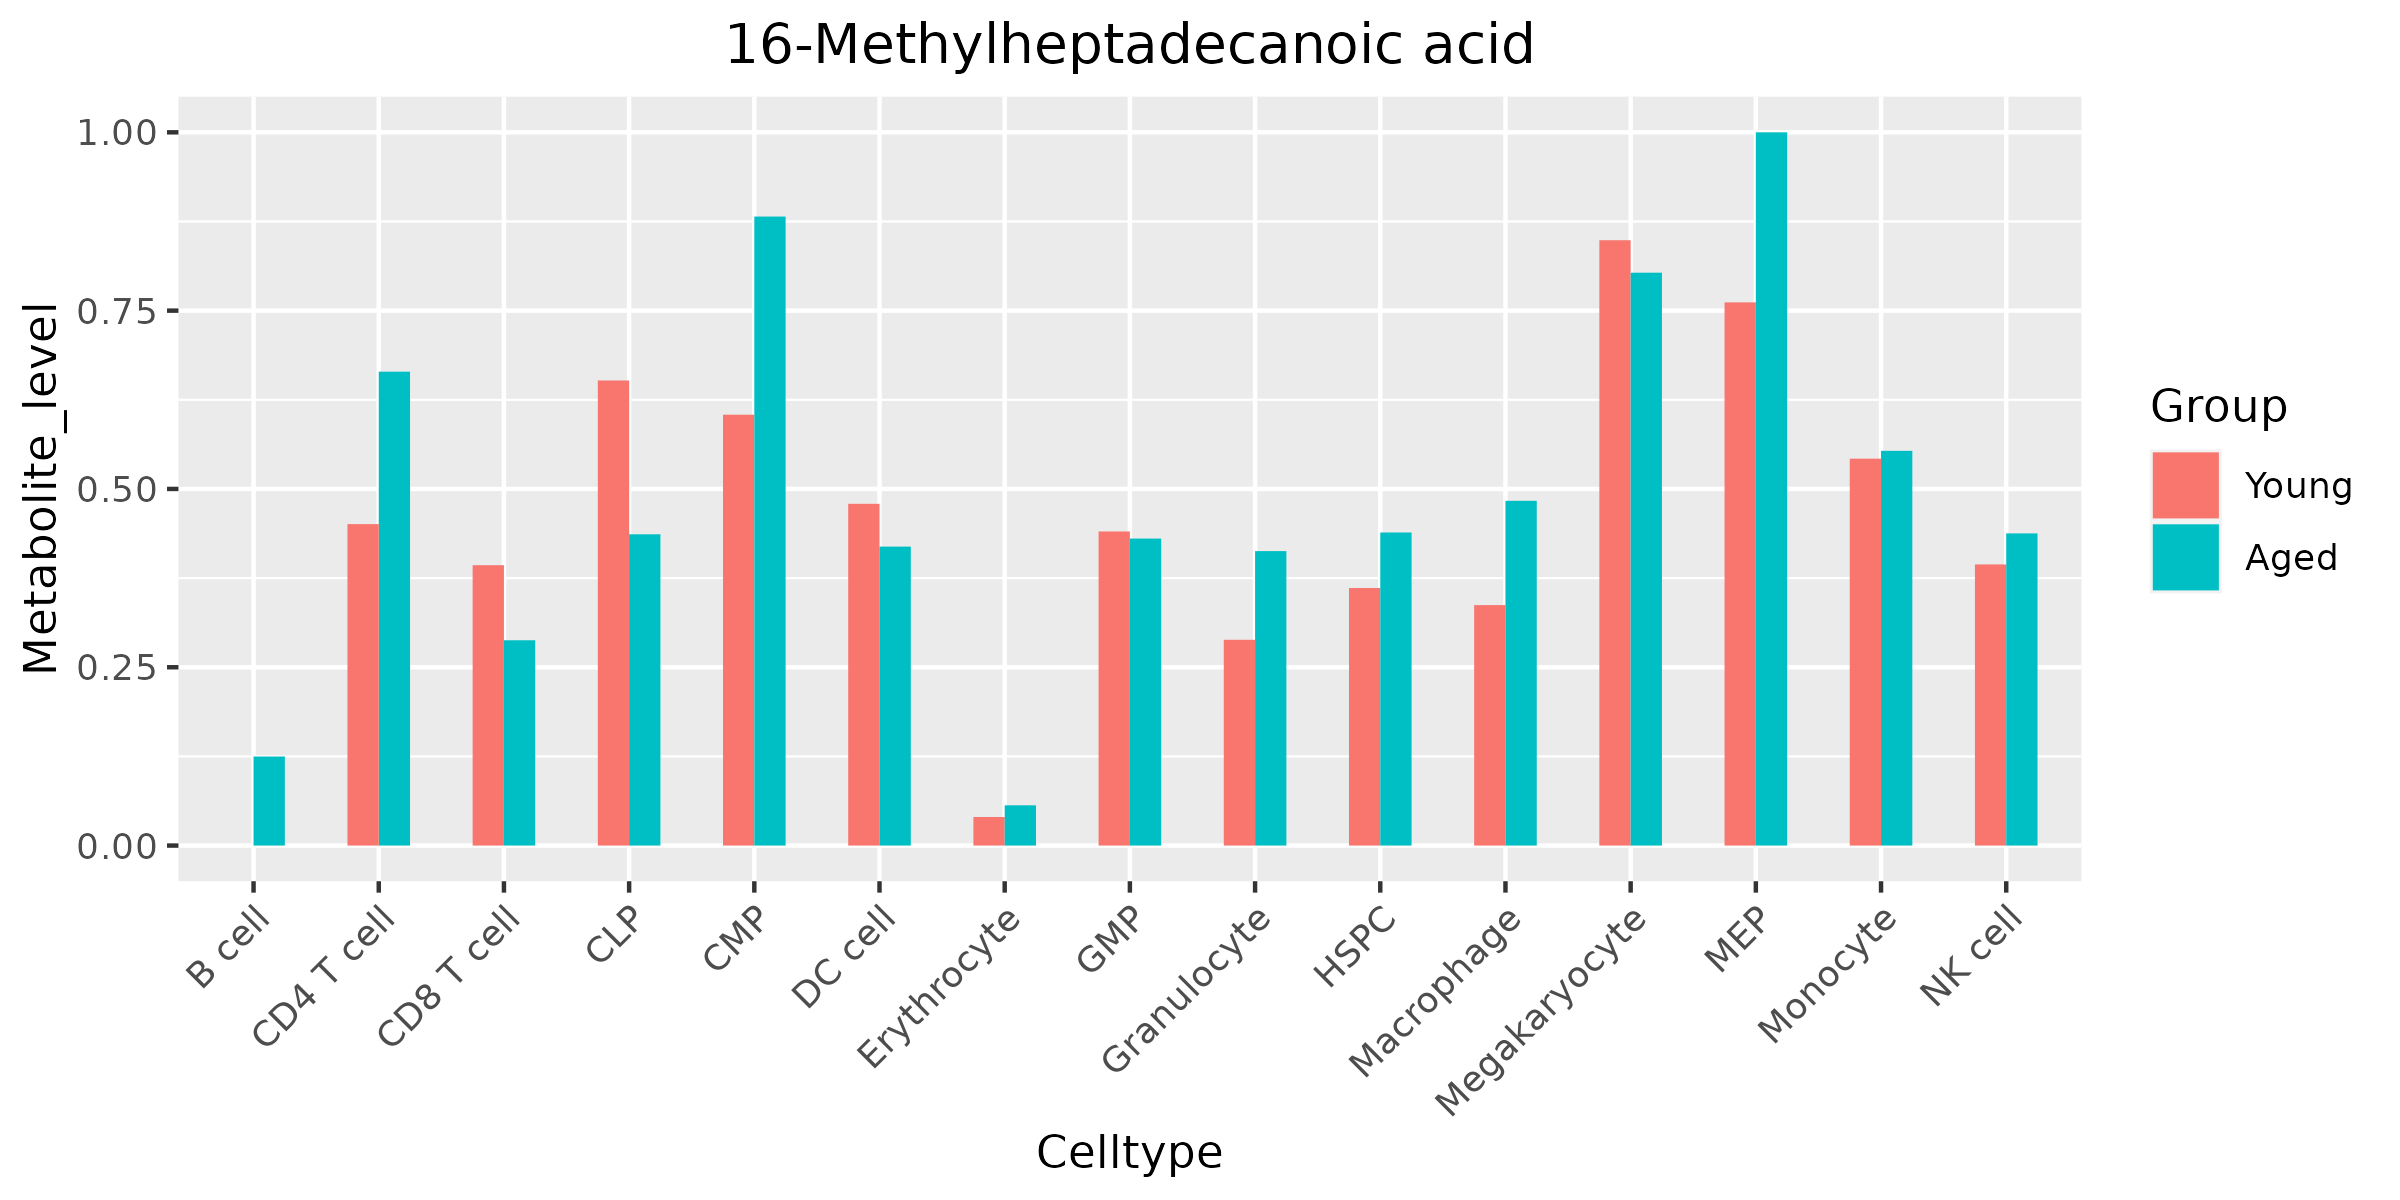 16-Methylheptadecanoic acid
Metabolite_level
1.00
0.75
0.50
0.25
0.00
B cell
CD4 T cell
CD8 T cell
CLP
CMP
DC cell
Erythrocyte
GMP
Granulocyte
HSPC
Macrophage
Megakaryocyte
MEP
Monocyte
NK cell
Celltype
Group
Young
Aged